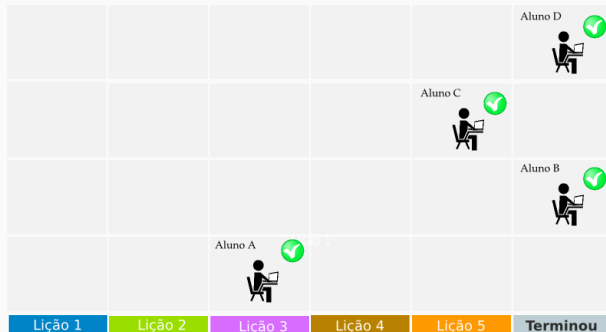 Aluno D
Aluno C
Aluno B
Aluno A
Lição 1
Lição 2
Lição 3
Lição 4
Lição 5
Terminou